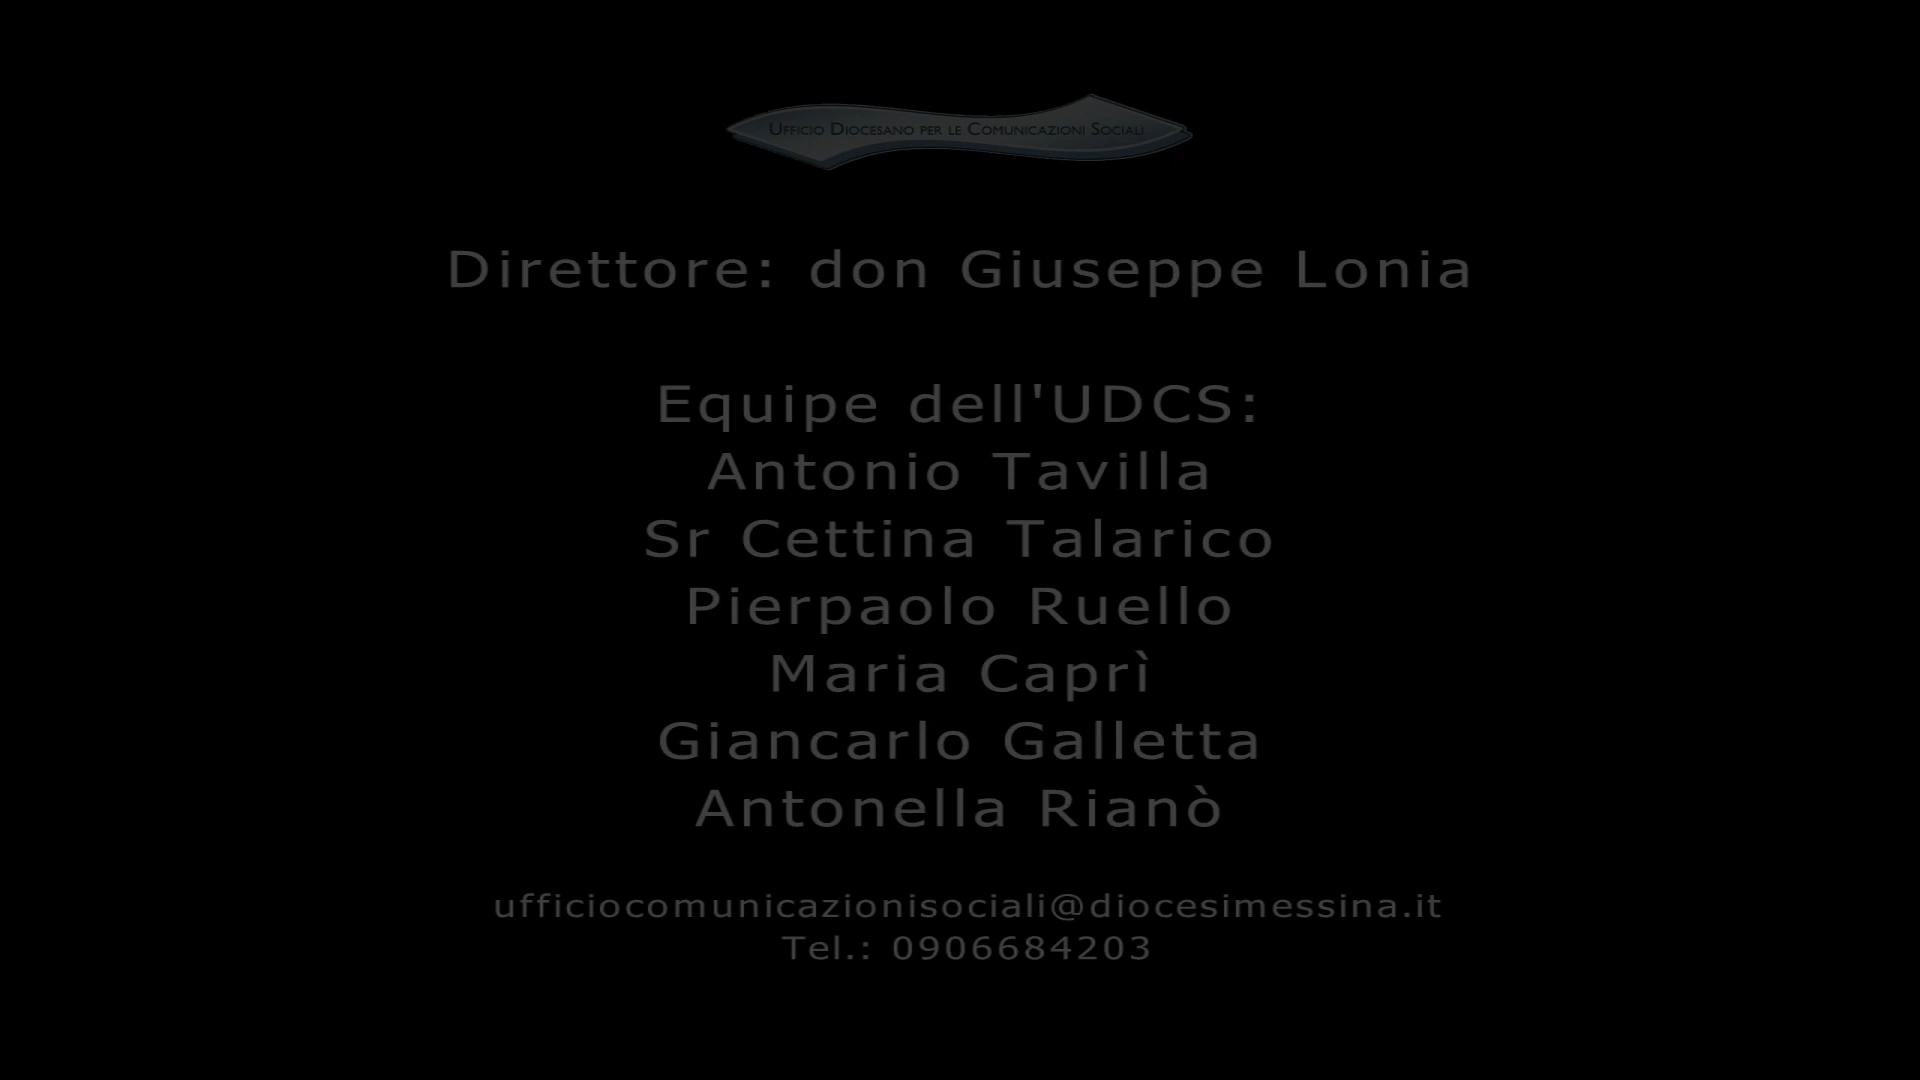 Ufficio Diocesano per le Comunicazioni Sociali
Direttore: don Giuseppe Lonia
Equipe dell'UDCS:
Antonio Tavilla
Sr Cettina Talarico
Pierpaolo Ruello
Maria Caprì
Giancarlo Galletta
Antonella Rianò
ufficiocomunicazionisociali@diocesimessina.it
Tel.: 0906684203